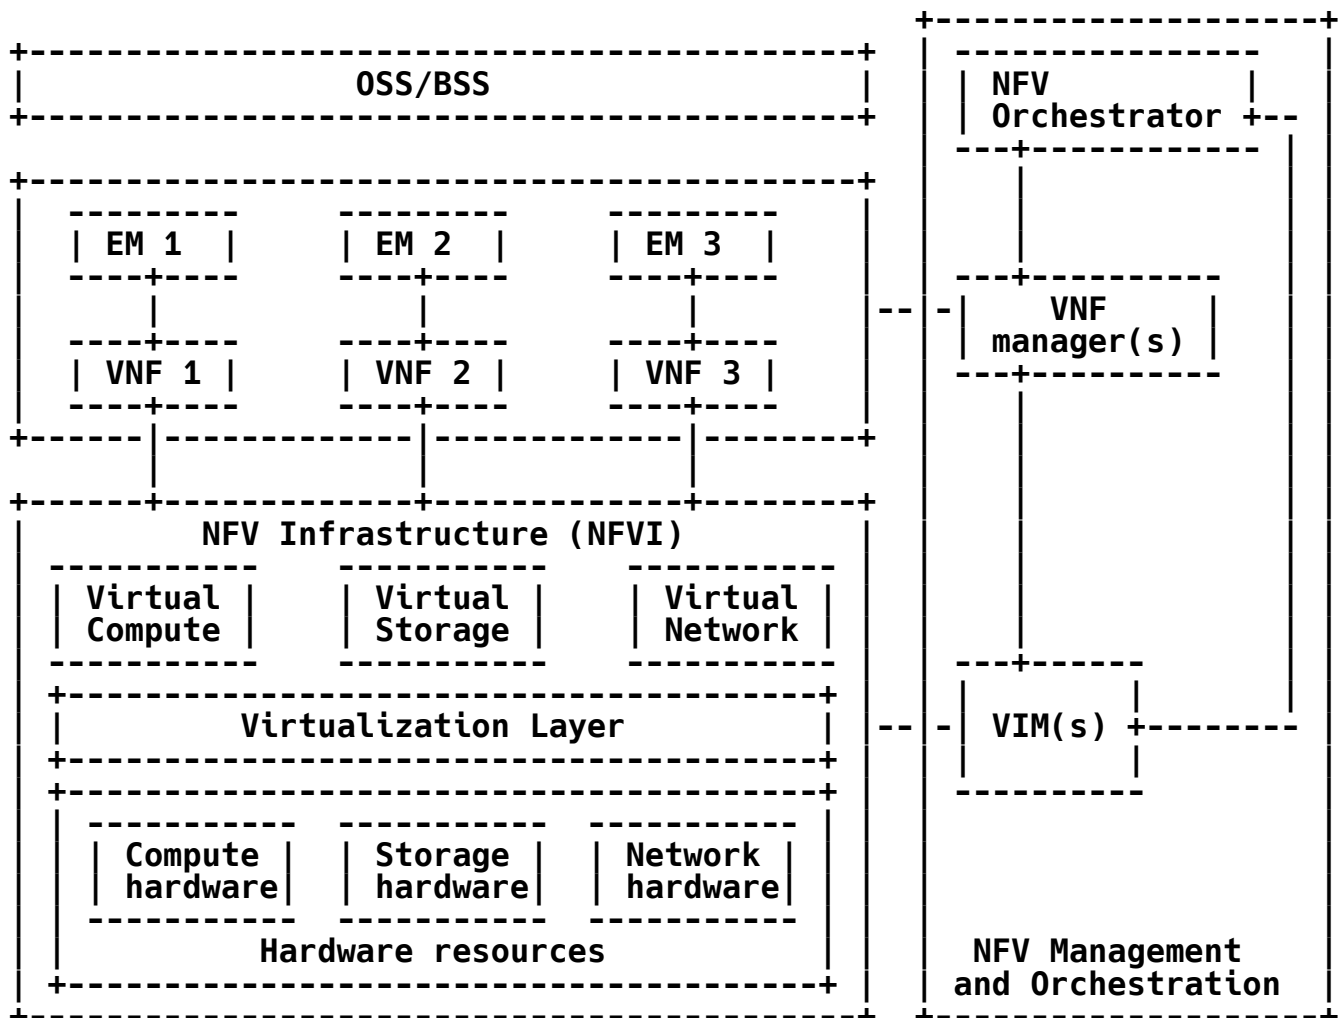 OSS/BSS
NFV
Orchestrator
EM 1
EM 2
EM 3
VNF
manager(s)
VNF 1
VNF 2
VNF 3
NFV Infrastructure (NFVI)
Virtual
Compute
Virtual
Storage
Virtual
Network
Virtualization Layer
VIM(s)
Compute
hardware
Storage
hardware
Network
hardware
Hardware resources
NFV Management
and Orchestration